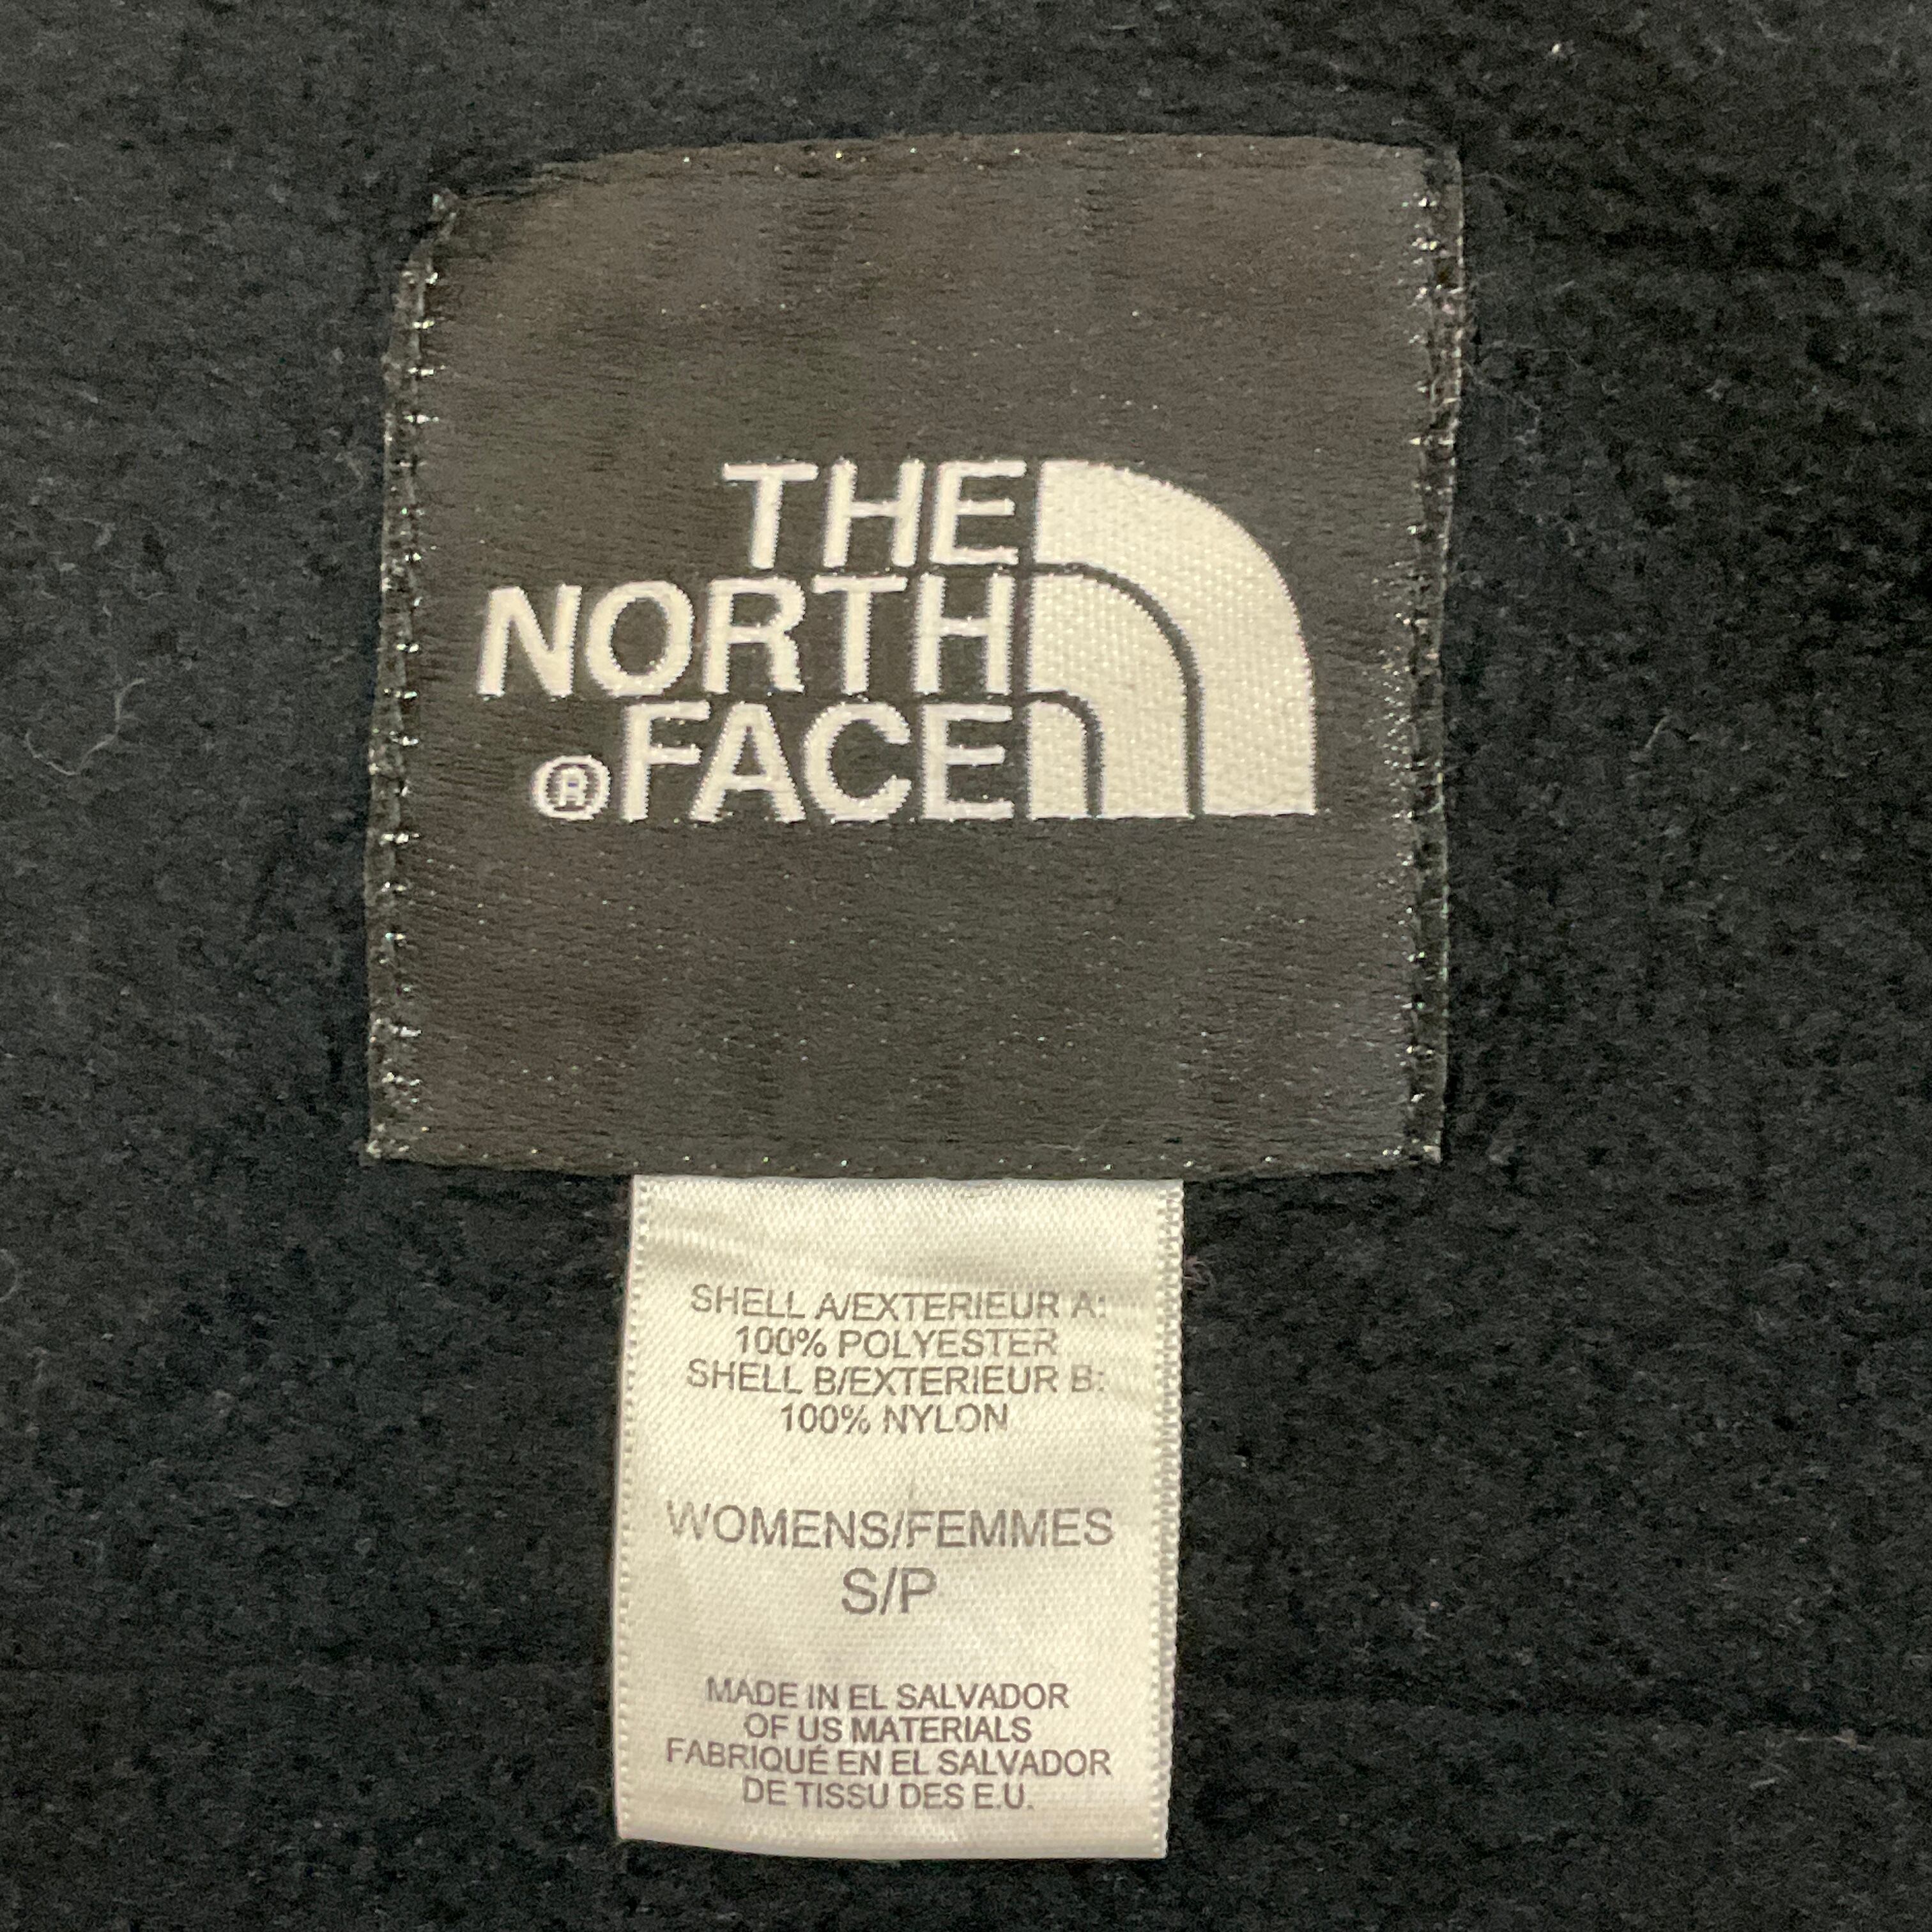 THE
NORTH
®FACE
SHELL A/EXTERIEUR A:
100% POLYESTER
SHELL B/EXTERIEUR B:
100% NYLON
WOMENS/FEMMES
S/P
MADE IN EL SALVADOR
OF US MATERIALS
FABRIQUÉ EN EL SALVADOR
DE TISSU DES E.U.